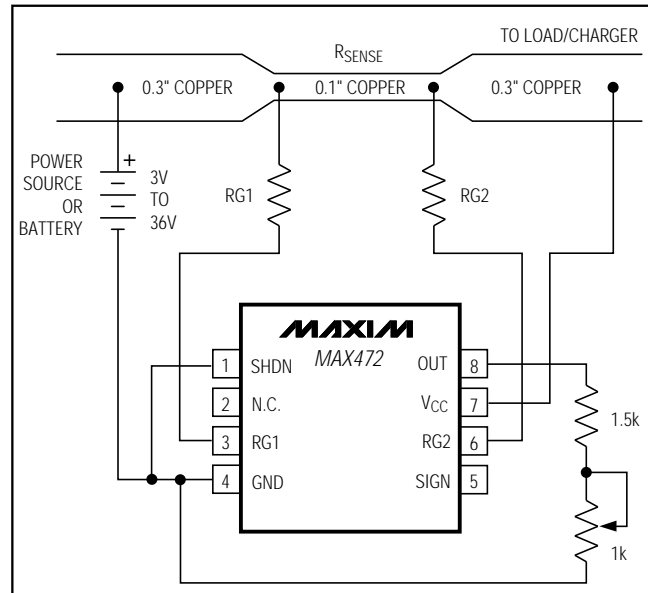 TO LOAD/CHARGER
RSENSE
0.3" COPPER
0.1" COPPER
0.3" COPPER
POWER
SOURCE
OR
BATTERY
+
3V
TO
36V
RG1
RG2
MAXIM
MAX472
1 SHDN
2 N.C.
3 RG1
4 GND
OUT 8
VCC 7
RG2 6
SIGN 5
1.5k
1k